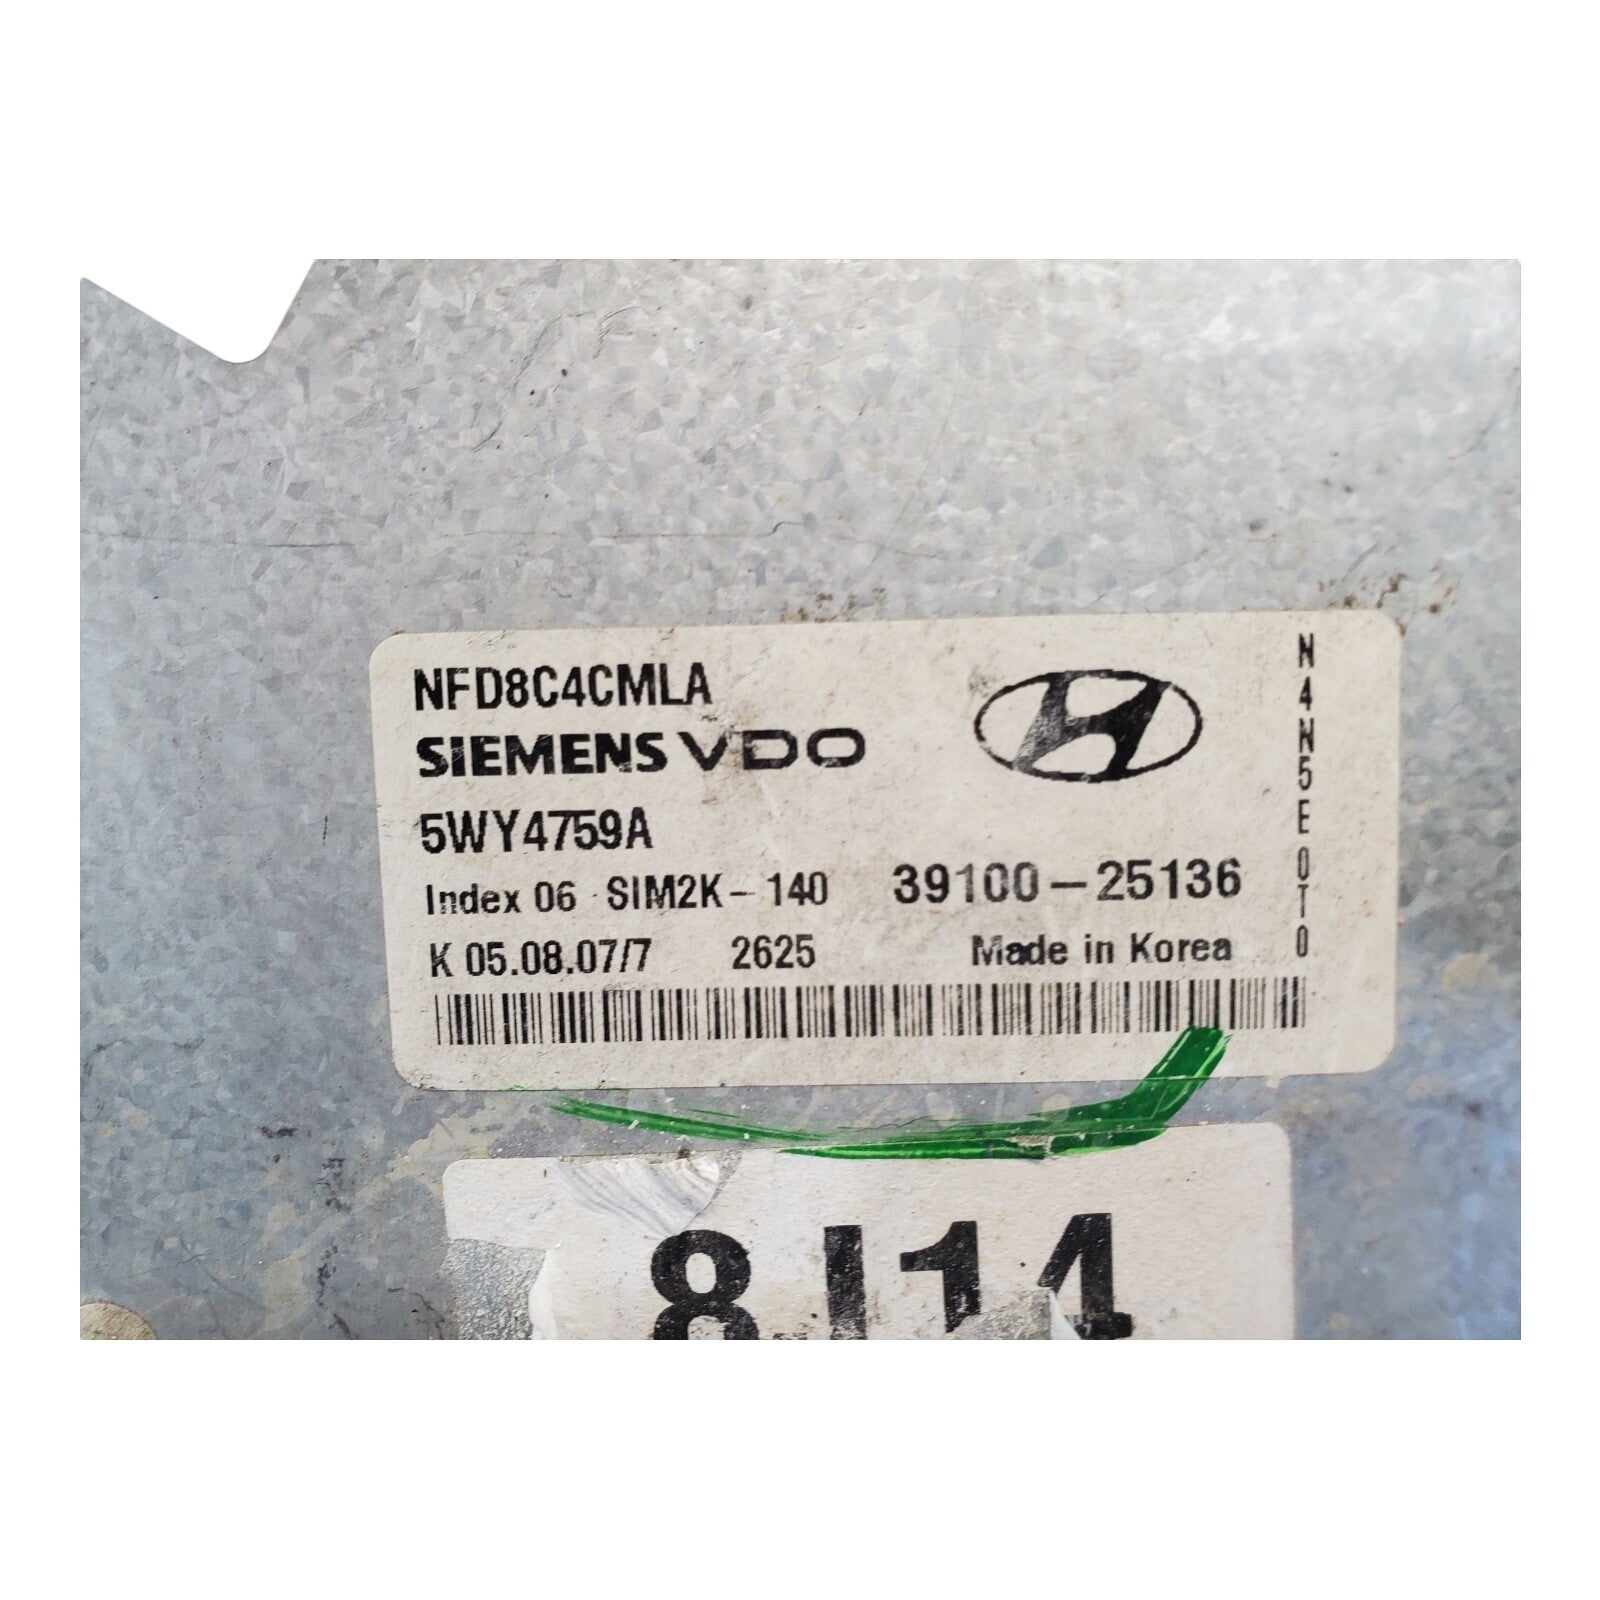 NFD8C4CMLA
SIEMENS VDO
5WY4759A
Index 06 SIM2K-140 39100-25136
K 05.08.07/7 2625 Made in Korea
N4N5E0T0
8J14